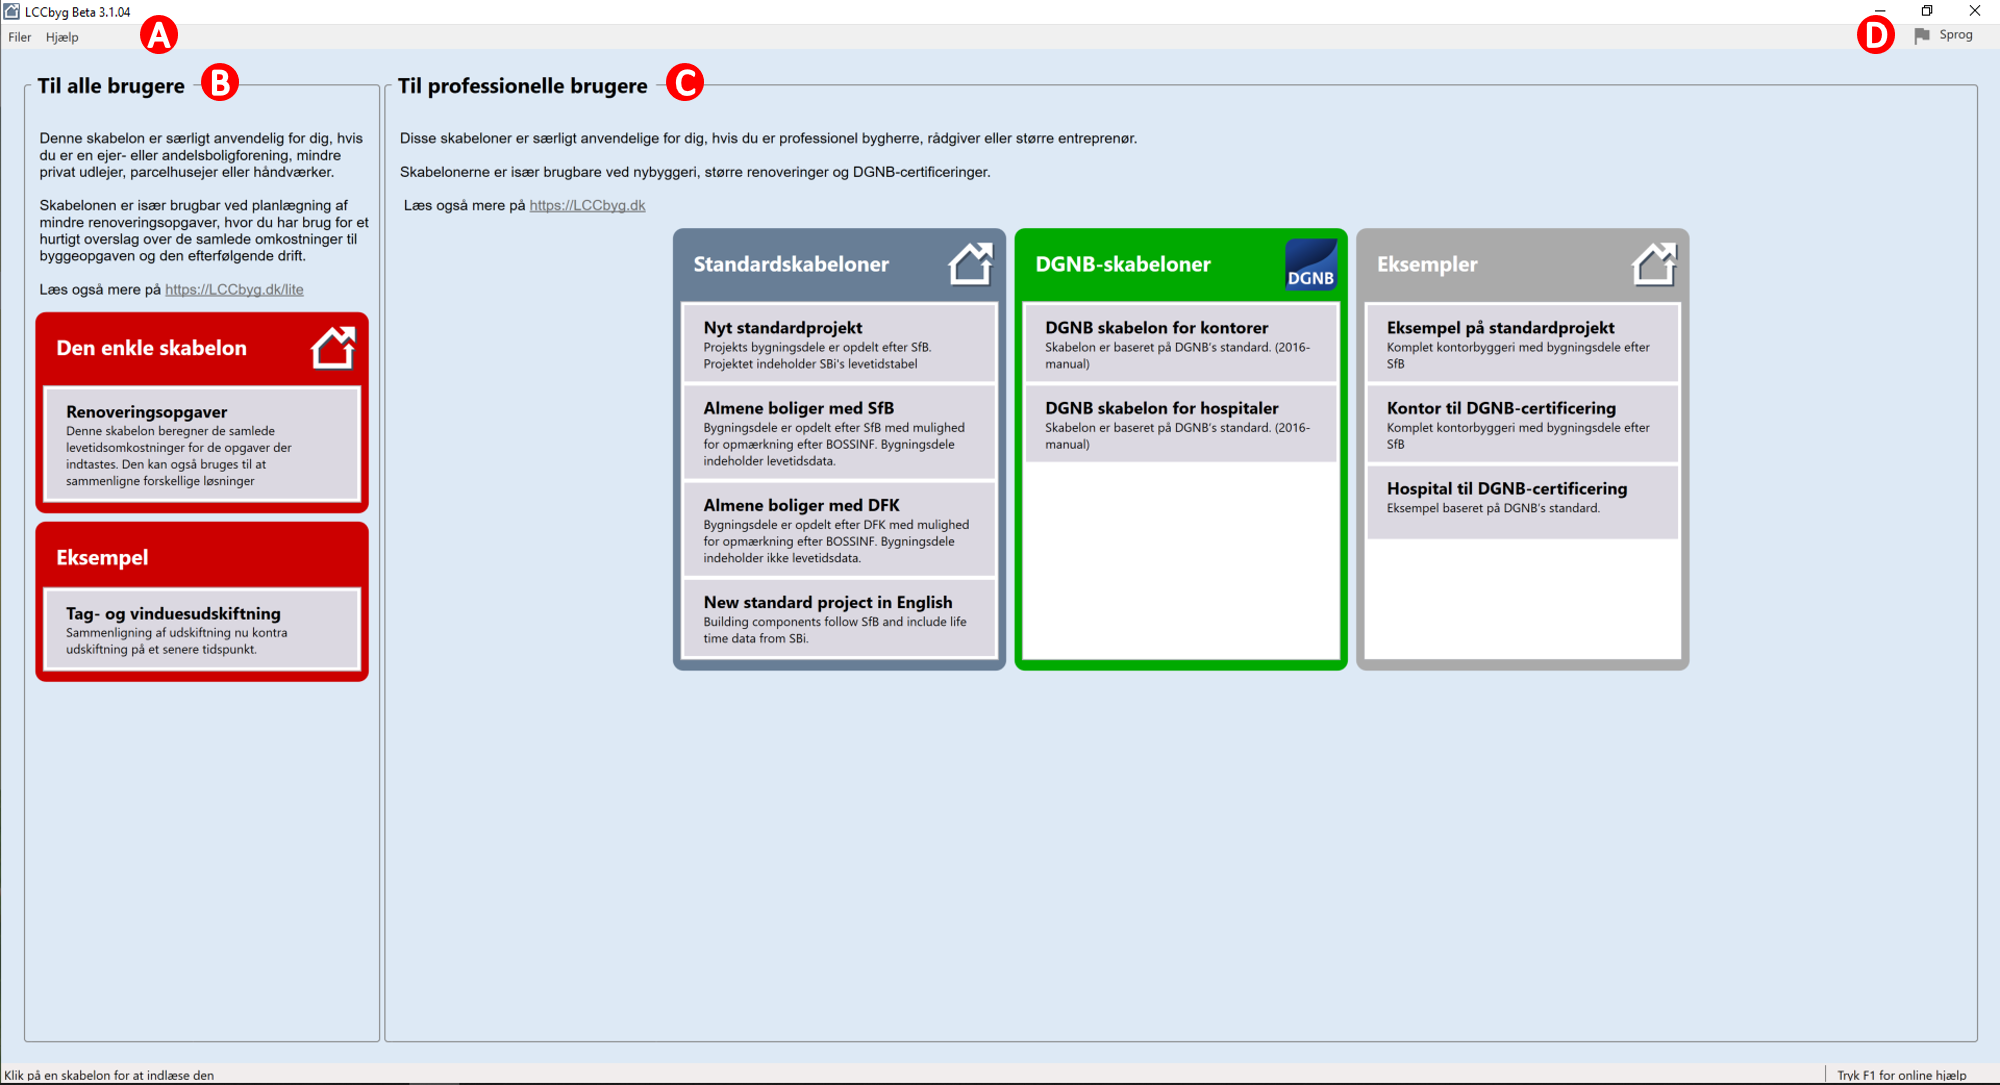 LCCbyg Beta 3.1.04
Filer Hjælp
A
D
Sprog
Til alle brugere
B
Denne skabelon er særligt anvendelig for dig, hvis
du er en ejer- eller andelsboligforening, mindre
privat udlejer, parcelhusejer eller håndværker.
Skabelonen er især brugbar ved planlægning af
mindre renoveringsopgaver, hvor du har brug for et
hurtigt overslag over de samlede omkostninger til
byggeopgaven og den efterfølgende drift.
Læs også mere på https://LCCbyg.dk/lite
Den enkle skabelon
Renoveringsopgaver
Denne skabelon beregner de samlede
levetidsomkostninger for de opgaver der
indtastes. Den kan også bruges til at
sammenligne forskellige løsninger
Eksempel
Tag- og vinduesudskiftning
Sammenligning af udskiftning nu kontra
udskiftning på et senere tidspunkt.
Til professionelle brugere
C
Disse skabeloner er særligt anvendelige for dig, hvis du er professionel bygherre, rådgiver eller større entreprenør.
Skabelonerne er især brugbare ved nybyggeri, større renoveringer og DGNB-certificeringer.
Læs også mere på https://LCCbyg.dk
Standardskabeloner
Nyt standardprojekt
Projekts bygningsdele er opdelt efter SfB.
Projektet indeholder SBi's levetidstabel
Almene boliger med SfB
Bygningsdele er opdelt efter SfB med mulighed
for opmærkning efter BOSSINF. Bygningsdele
indeholder levetidsdata.
Almene boliger med DFK
Bygningsdele er opdelt efter DFK med mulighed
for opmærkning efter BOSSINF. Bygningsdele
indeholder ikke levetidsdata.
New standard project in English
Building components follow SfB and include life
time data from SBi.
DGNB-skabeloner
DGNB
DGNB skabelon for kontorer
Skabelon er baseret på DGNB's standard. (2016-
manual)
DGNB skabelon for hospitaler
Skabelon er baseret på DGNB's standard. (2016-
manual)
Eksempler
Eksempel på standardprojekt
Komplet kontorbyggeri med bygningsdele efter
SfB
Kontor til DGNB-certificering
Komplet kontorbyggeri med bygningsdele efter
SfB
Hospital til DGNB-certificering
Eksempel baseret på DGNB's standard.
Klik på en skabelon for at indlæse den
Tryk F1 for online hjælp